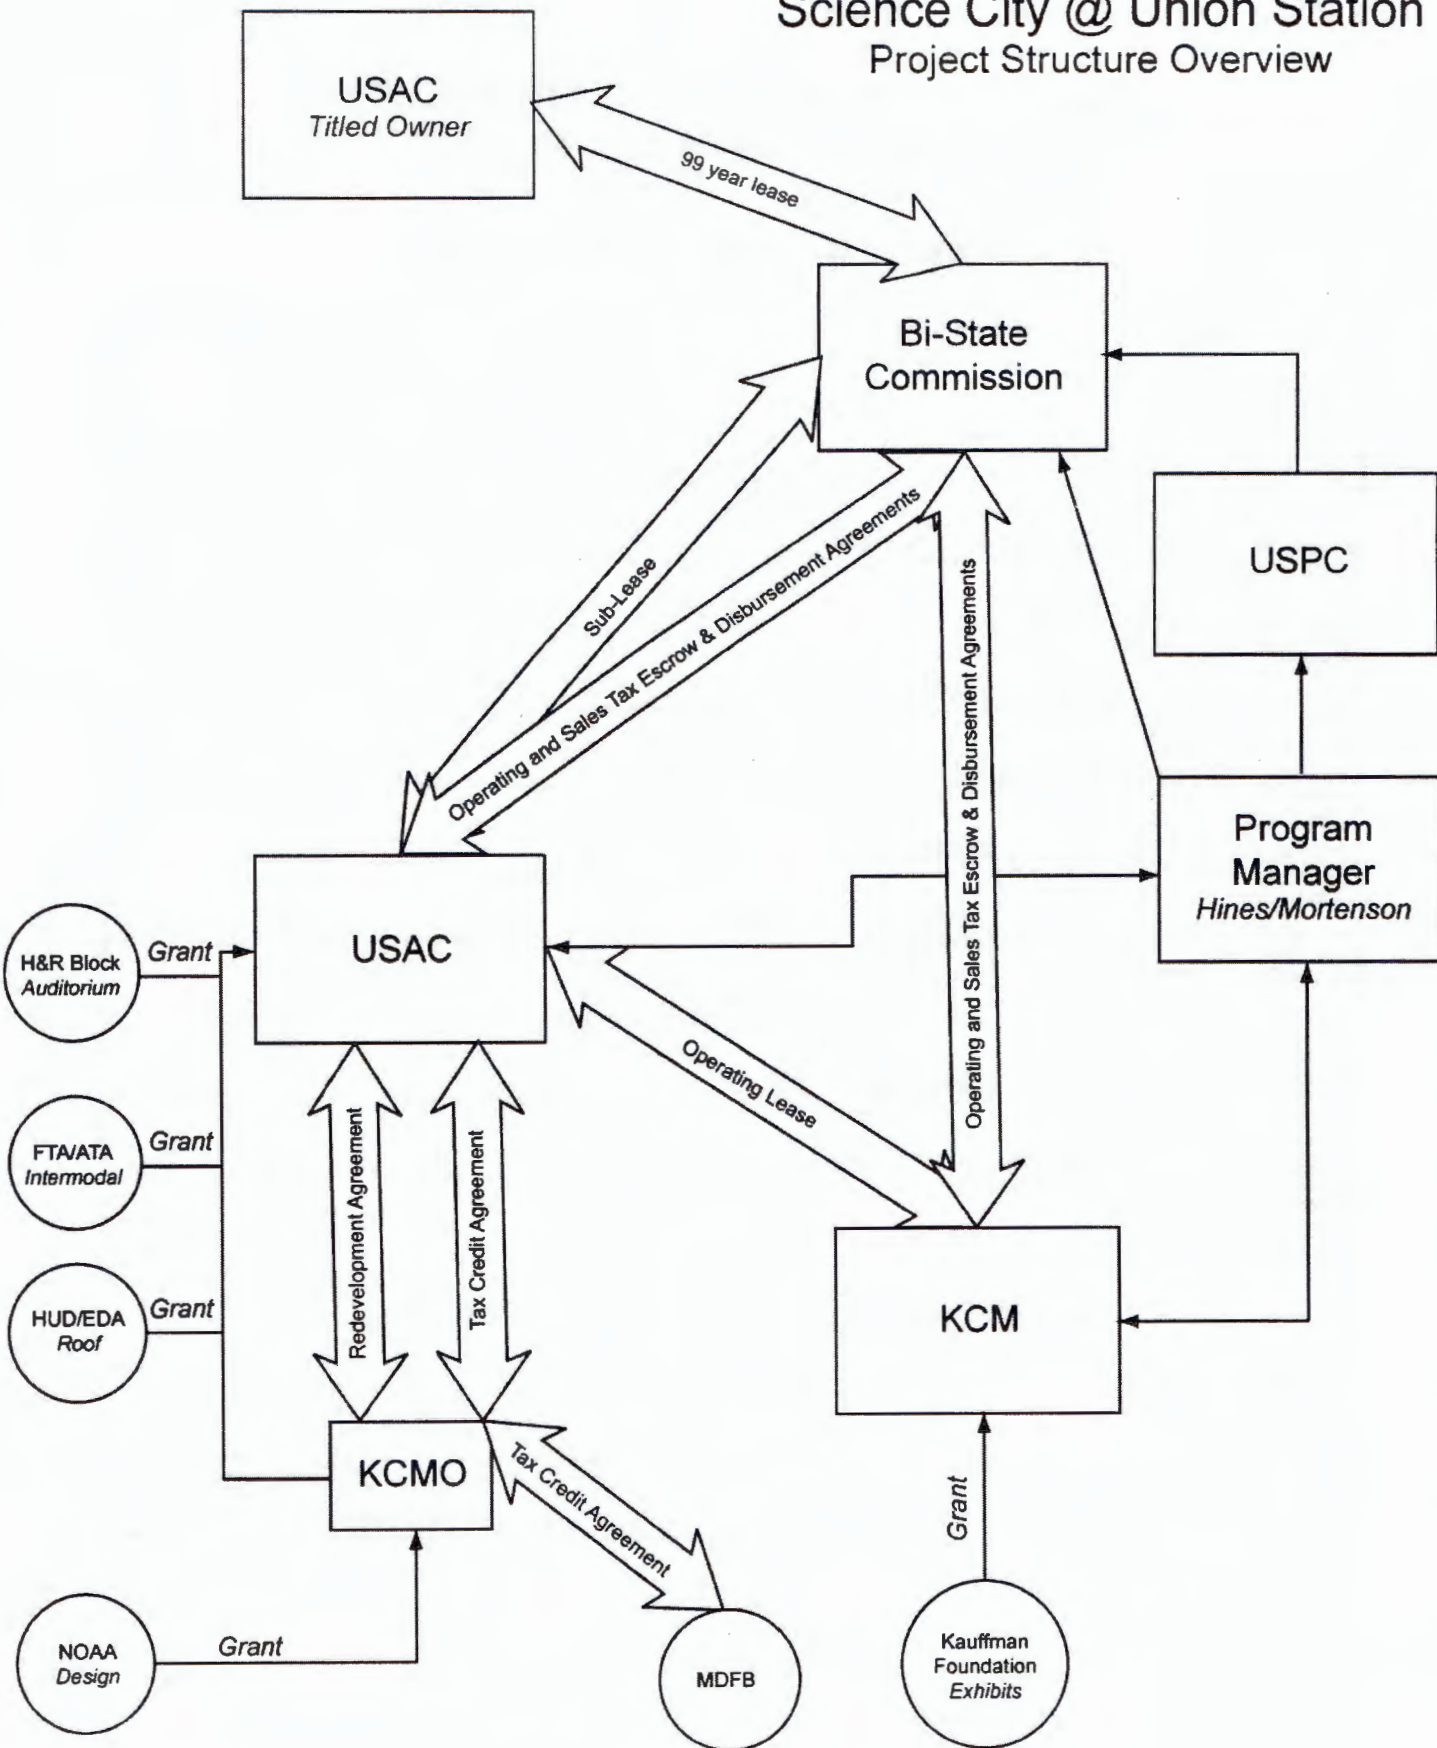 Science City @ Union Station
Project Structure Overview
USAC
Titled Owner
99 year lease
Bi-State
Commission
USPC
Sub-Lease
Operating and Sales Tax Escrow & Disbursement Agreements
Operating and Sales Tax Escrow & Disbursement Agreements
Program
Manager
Hines/Mortenson
USAC
H&R Block
Auditorium
Grant
Operating Lease
FTA/ATA
Intermodal
Grant
Redevelopment Agreement
Tax Credit Agreement
HUD/EDA
Roof
Grant
KCM
KCMO
Tax Credit Agreement
Grant
NOAA
Design
Grant
MDFB
Kauffman
Foundation
Exhibits